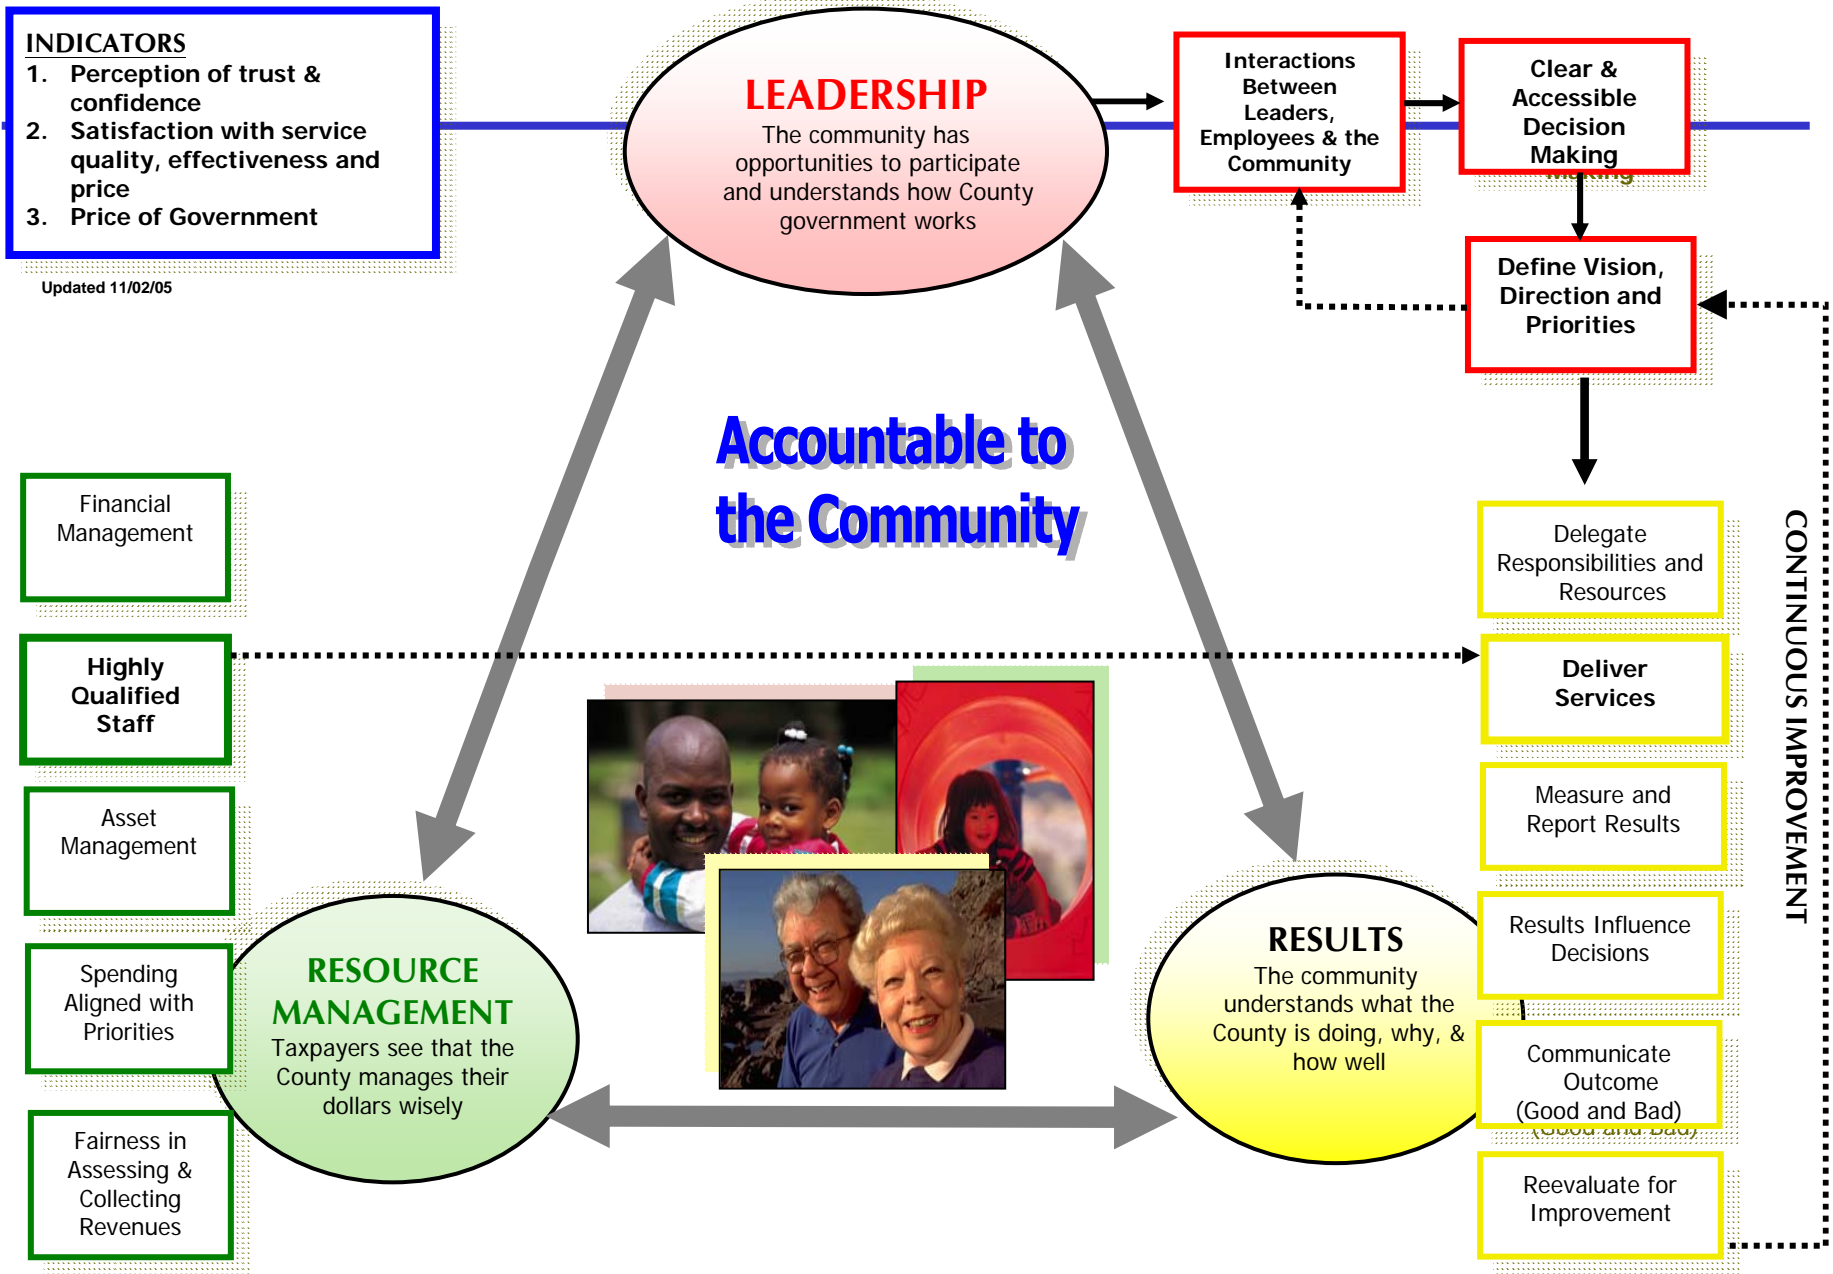 INDICATORS
1. Perception of trust &
confidence
2. Satisfaction with service
quality, effectiveness and
price
3. Price of Government
Updated 11/02/05
LEADERSHIP
The community has
opportunities to participate
and understands how County
government works
Interactions
Between
Leaders,
Employees & the
Community
Clear &
Accessible
Decision
Making
Define Vision,
Direction and
Priorities
Accountable to
the Community
Financial
Management
Highly
Qualified
Staff
Asset
Management
Spending
Aligned with
Priorities
Fairness in
Assessing &
Collecting
Revenues
RESOURCE
MANAGEMENT
Taxpayers see that the
County manages their
dollars wisely
RESULTS
The community
understands what the
County is doing, why, &
how well
Delegate
Responsibilities and
Resources
Deliver
Services
Measure and
Report Results
Results Influence
Decisions
Communicate
Outcome
(Good and Bad)
Reevaluate for
Improvement
CONTINUOUS IMPROVEMENT